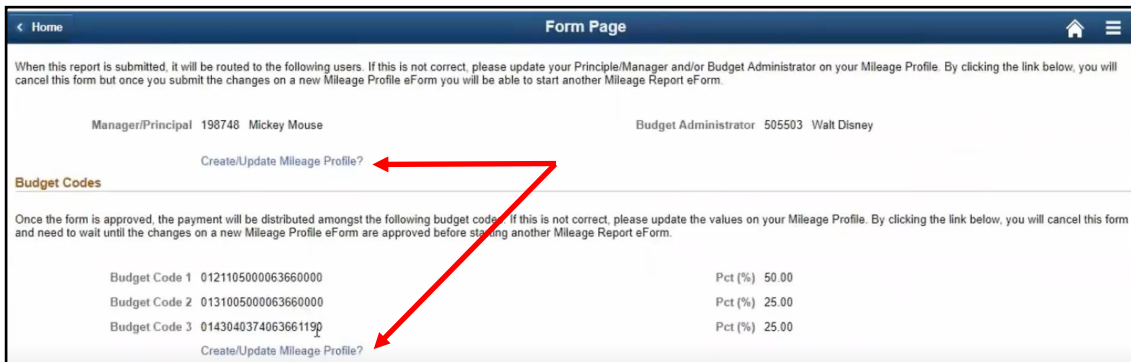 Home
Form Page
When this report is submitted, it will be routed to the following users. If this is not correct, please update your Principle/Manager and/or Budget Administrator on your Mileage Profile. By clicking the link below, you will
cancel this form but once you submit the changes on a new Mileage Profile eForm you will be able to start another Mileage Report eForm.
Manager/Principal 198748 Mickey Mouse Budget Administrator 505503 Walt Disney
Create/Update Mileage Profile?
Budget Codes
Once the form is approved, the payment will be distributed amongst the following budget codes. If this is not correct, please update the values on your Mileage Profile. By clicking the link below, you will cancel this form
and need to wait until the changes on a new Mileage Profile eForm are approved before starting another Mileage Report eForm.
Budget Code 1 0121105000063660000 Pct (%) 50.00
Budget Code 2 0131005000063660000 Pct (%) 25.00
Budget Code 3 0143040374063661190 Pct (%) 25.00
Create/Update Mileage Profile?